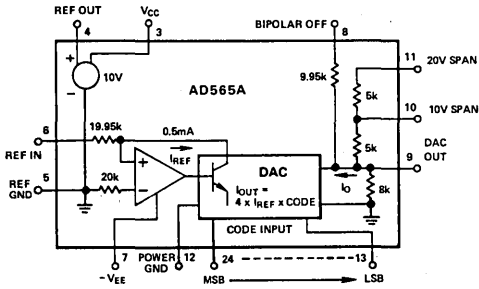 REF OUT
VCC
BIPOLAR OFF
4
3
8
11
20V SPAN
+
10V
−
AD565A
9.95k
5k
10
10V SPAN
6
REF IN
19.95k
0.5mA
IREF
5k
9
DAC OUT
DAC
IOUT =
4 x IREF x CODE
IO
8k
5
REF GND
20k
+
−
CODE INPUT
7
−VEE
POWER GND
12
24
MSB
13
LSB